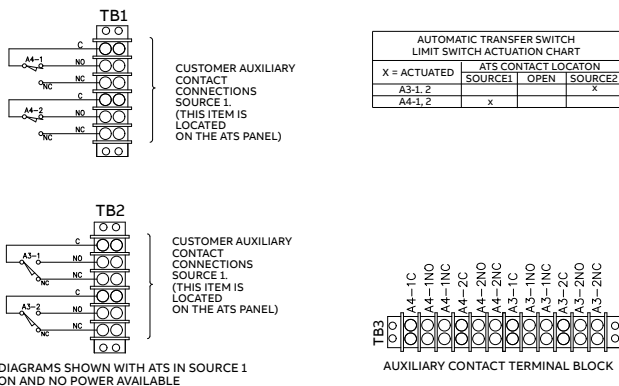 TB1
C
A4-1
NO
NC
NC
C
A4-2
NO
NC
NC
CUSTOMER AUXILIARY
CONTACT
CONNECTIONS
SOURCE 1.
(THIS ITEM IS
LOCATED
ON THE ATS PANEL)
AUTOMATIC TRANSFER SWITCH
LIMIT SWITCH ACTUATION CHART
X = ACTUATED
ATS CONTACT LOCATON
SOURCE1 OPEN SOURCE2
A3-1. 2 x
A4-1, 2 x
TB2
C
A3-1
NO
NC
NC
C
A3-2
NO
NC
NC
CUSTOMER AUXILIARY
CONTACT
CONNECTIONS
SOURCE 1.
(THIS ITEM IS
LOCATED
ON THE ATS PANEL)
DIAGRAMS SHOWN WITH ATS IN SOURCE 1
ON AND NO POWER AVAILABLE
TB3
A4-1C
A4-1NO
A4-1NC
A4-2C
A4-2NO
A4-2NC
A3-1C
A3-1NO
A3-1NC
A3-2C
A3-2NO
A3-2NC
AUXILIARY CONTACT TERMINAL BLOCK